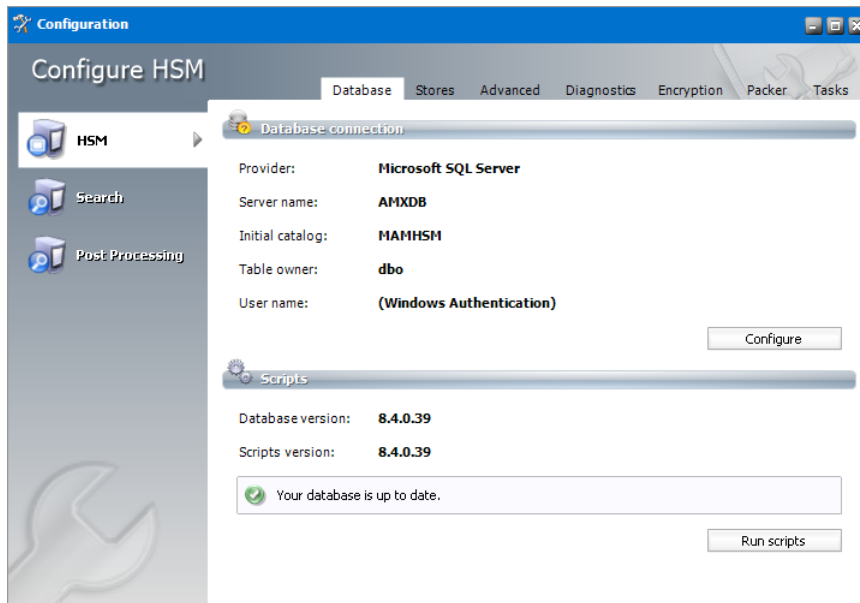 Configuration
Configure HSM
Database Stores Advanced Diagnostics Encryption Packer Tasks
HSM
Search
Post Processing
Database connection
Provider: Microsoft SQL Server
Server name: AMXDB
Initial catalog: MAMHSM
Table owner: dbo
User name: (Windows Authentication)
Configure
Scripts
Database version: 8.4.0.39
Scripts version: 8.4.0.39
Your database is up to date.
Run scripts